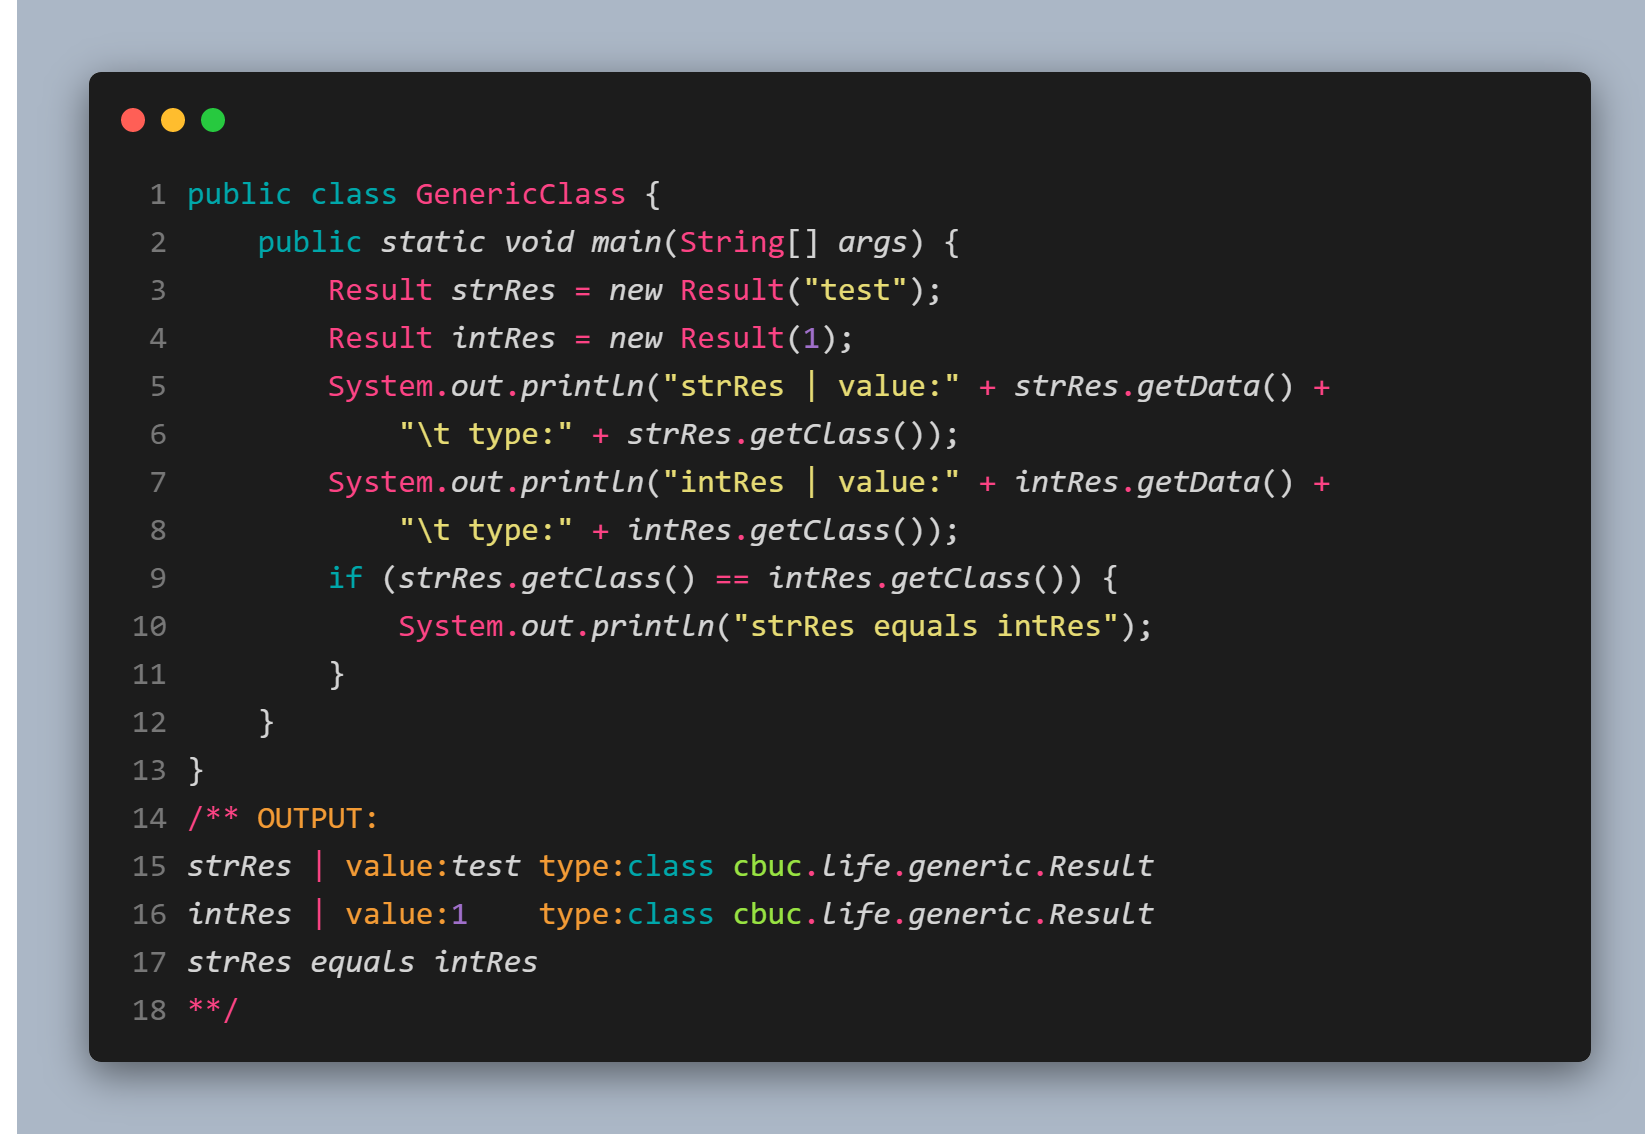 1 public class GenericClass {
2     public static void main(String[] args) {
3         Result strRes = new Result("test");
4         Result intRes = new Result(1);
5         System.out.println("strRes | value:" + strRes.getData() +
6             "\t type:" + strRes.getClass());
7         System.out.println("intRes | value:" + intRes.getData() +
8             "\t type:" + intRes.getClass());
9         if (strRes.getClass() == intRes.getClass()) {
10             System.out.println("strRes equals intRes");
11         }
12     }
13 }
14 /** OUTPUT:
15 strRes | value:test type:class cbuc.life.generic.Result
16 intRes | value:1    type:class cbuc.life.generic.Result
17 strRes equals intRes
18 **/